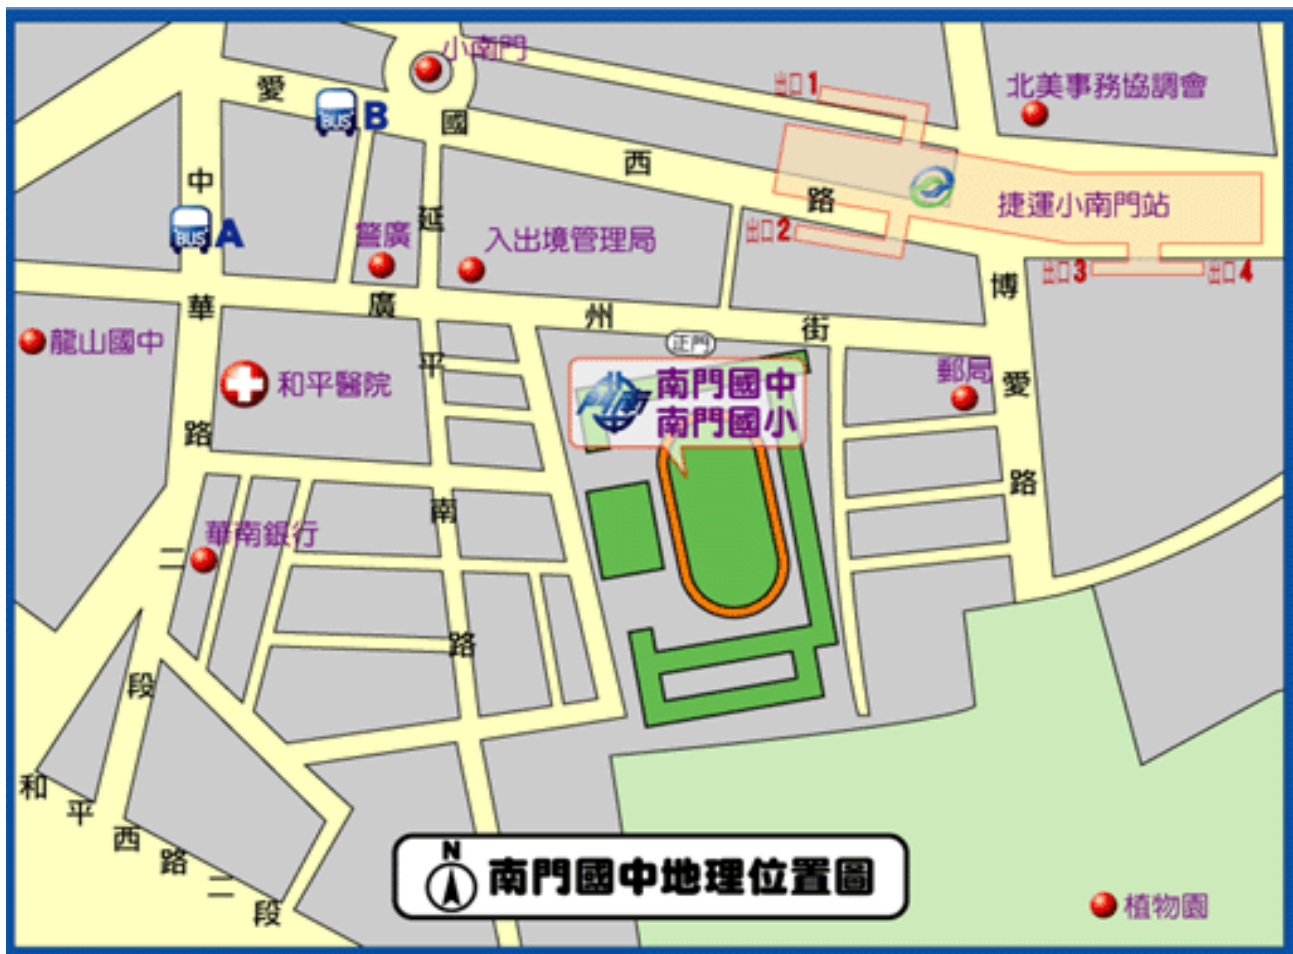 小南門
出口1
北美事務協調會
愛國西路
BUS B
捷運小南門站
出口2
出口3
出口4
BUS A
警廣
入出境管理局
中華路二段
延平南路
廣州街
博愛路
正門
龍山國中
和平醫院
南門國中
南門國小
郵局
華南銀行
和平西路二段
N
南門國中地理位置圖
植物園